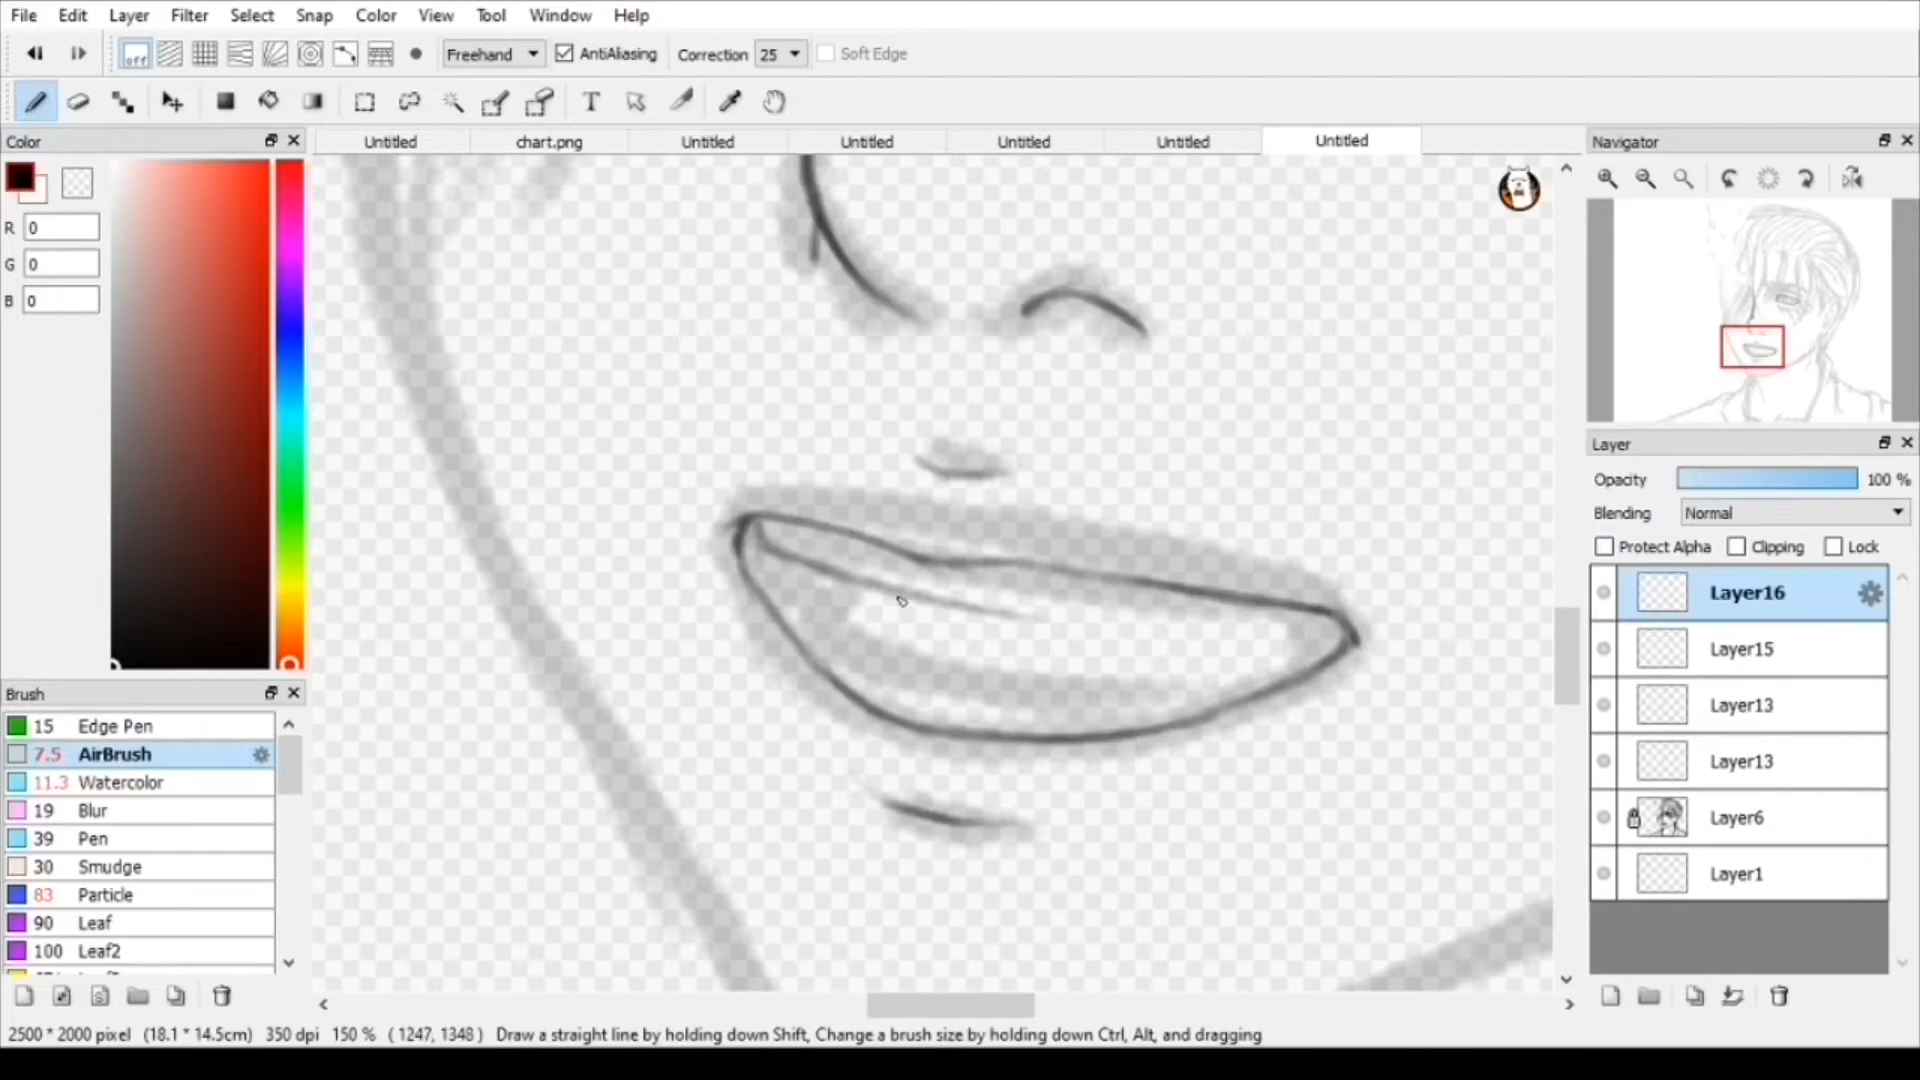 File Edit Layer Filter Select Snap Color View Tool Window Help
off Freehand AntiAliasing Correction 25 Soft Edge
T
Color
Untitled chart.png Untitled Untitled Untitled Untitled Untitled
Navigator
R 0
G 0
B 0
Layer
Opacity 100 %
Blending Normal
Protect Alpha Clipping Lock
Layer16
Layer15
Layer13
Layer13
Layer6
Layer1
Brush
15 Edge Pen
7.5 AirBrush
11.3 Watercolor
19 Blur
39 Pen
30 Smudge
83 Particle
90 Leaf
100 Leaf2
2500 * 2000 pixel (18.1 * 14.5cm) 350 dpi 150 % ( 1247, 1348 ) Draw a straight line by holding down Shift, Change a brush size by holding down Ctrl, Alt, and dragging